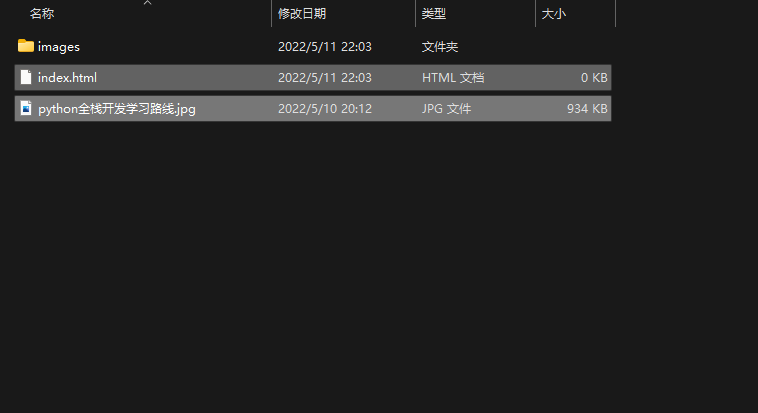 名称 修改日期 类型 大小
images 2022/5/11 22:03 文件夹
index.html 2022/5/11 22:03 HTML 文档 0 KB
python全栈开发学习路线.jpg 2022/5/10 20:12 JPG 文件 934 KB